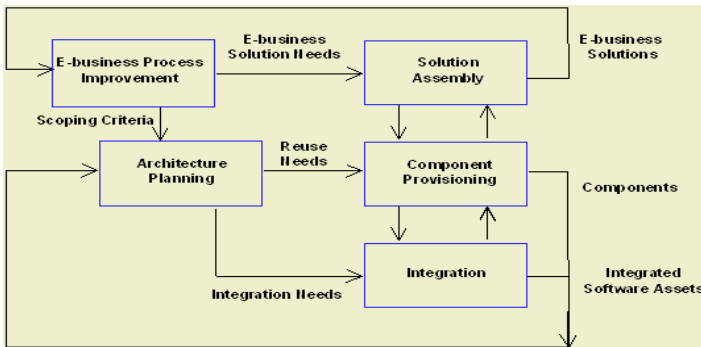 E-business Process
Improvement
E-business
Solution Needs
Solution
Assembly
E-business
Solutions
Scoping Criteria
Architecture
Planning
Reuse
Needs
Component
Provisioning
Components
Integration Needs
Integration
Integrated
Software Assets